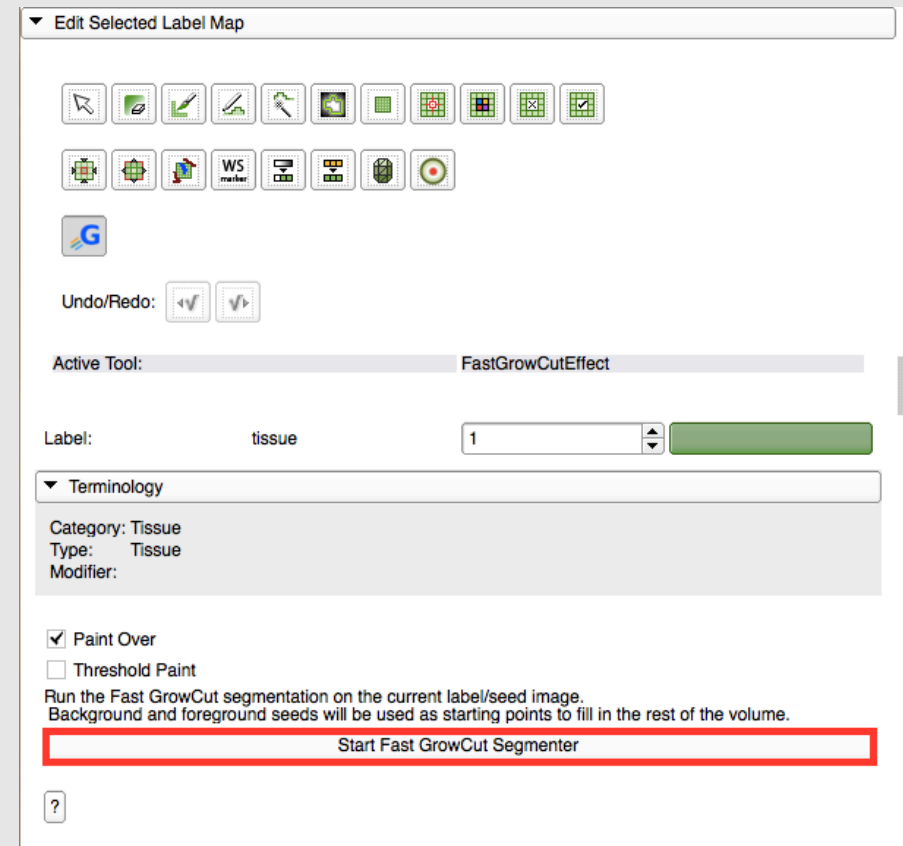 Edit Selected Label Map
WS
marker
G
Undo/Redo:
Active Tool: FastGrowCutEffect
Label: tissue 1
Terminology
Category: Tissue
Type: Tissue
Modifier:
Paint Over
Threshold Paint
Run the Fast GrowCut segmentation on the current label/seed image.
Background and foreground seeds will be used as starting points to fill in the rest of the volume.
Start Fast GrowCut Segmenter
?